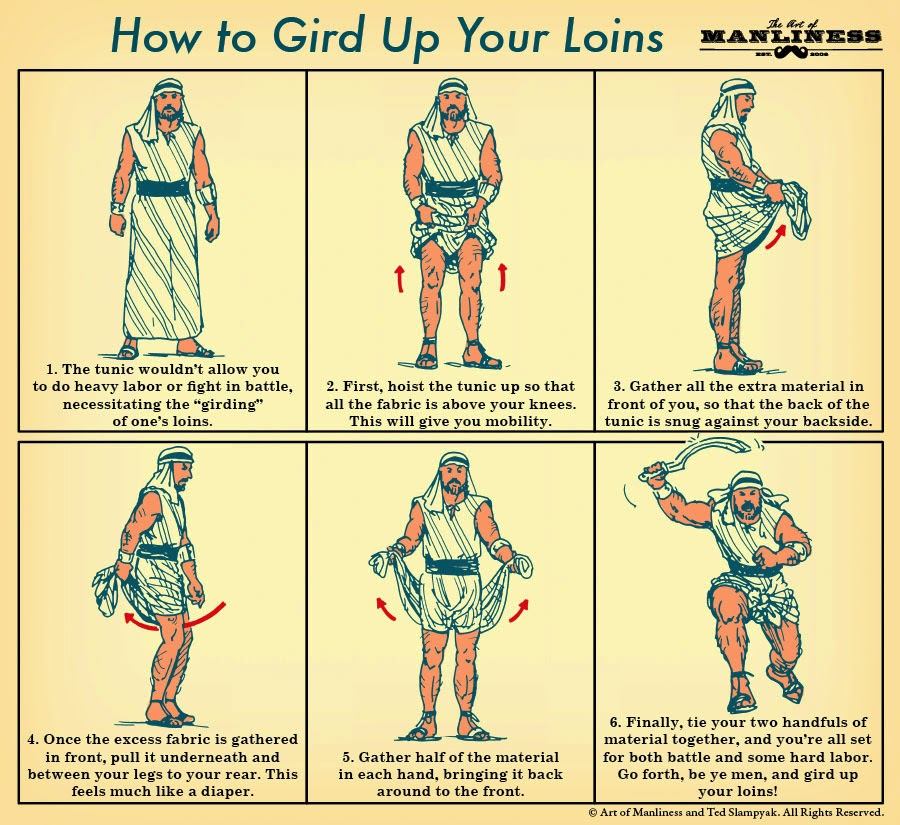 How to Gird Up Your Loins
The Art of
MANLINESS
EST. 2008
1. The tunic wouldn't allow you
to do heavy labor or fight in battle,
necessitating the “girding”
of one's loins.
2. First, hoist the tunic up so that
all the fabric is above your knees.
This will give you mobility.
3. Gather all the extra material in
front of you, so that the back of the
tunic is snug against your backside.
4. Once the excess fabric is gathered
in front, pull it underneath and
between your legs to your rear. This
feels much like a diaper.
5. Gather half of the material
in each hand, bringing it back
around to the front.
6. Finally, tie your two handfuls of
material together, and you're all set
for both battle and some hard labor.
Go forth, be ye men, and gird up
your loins!
© Art of Manliness and Ted Slampyak. All Rights Reserved.